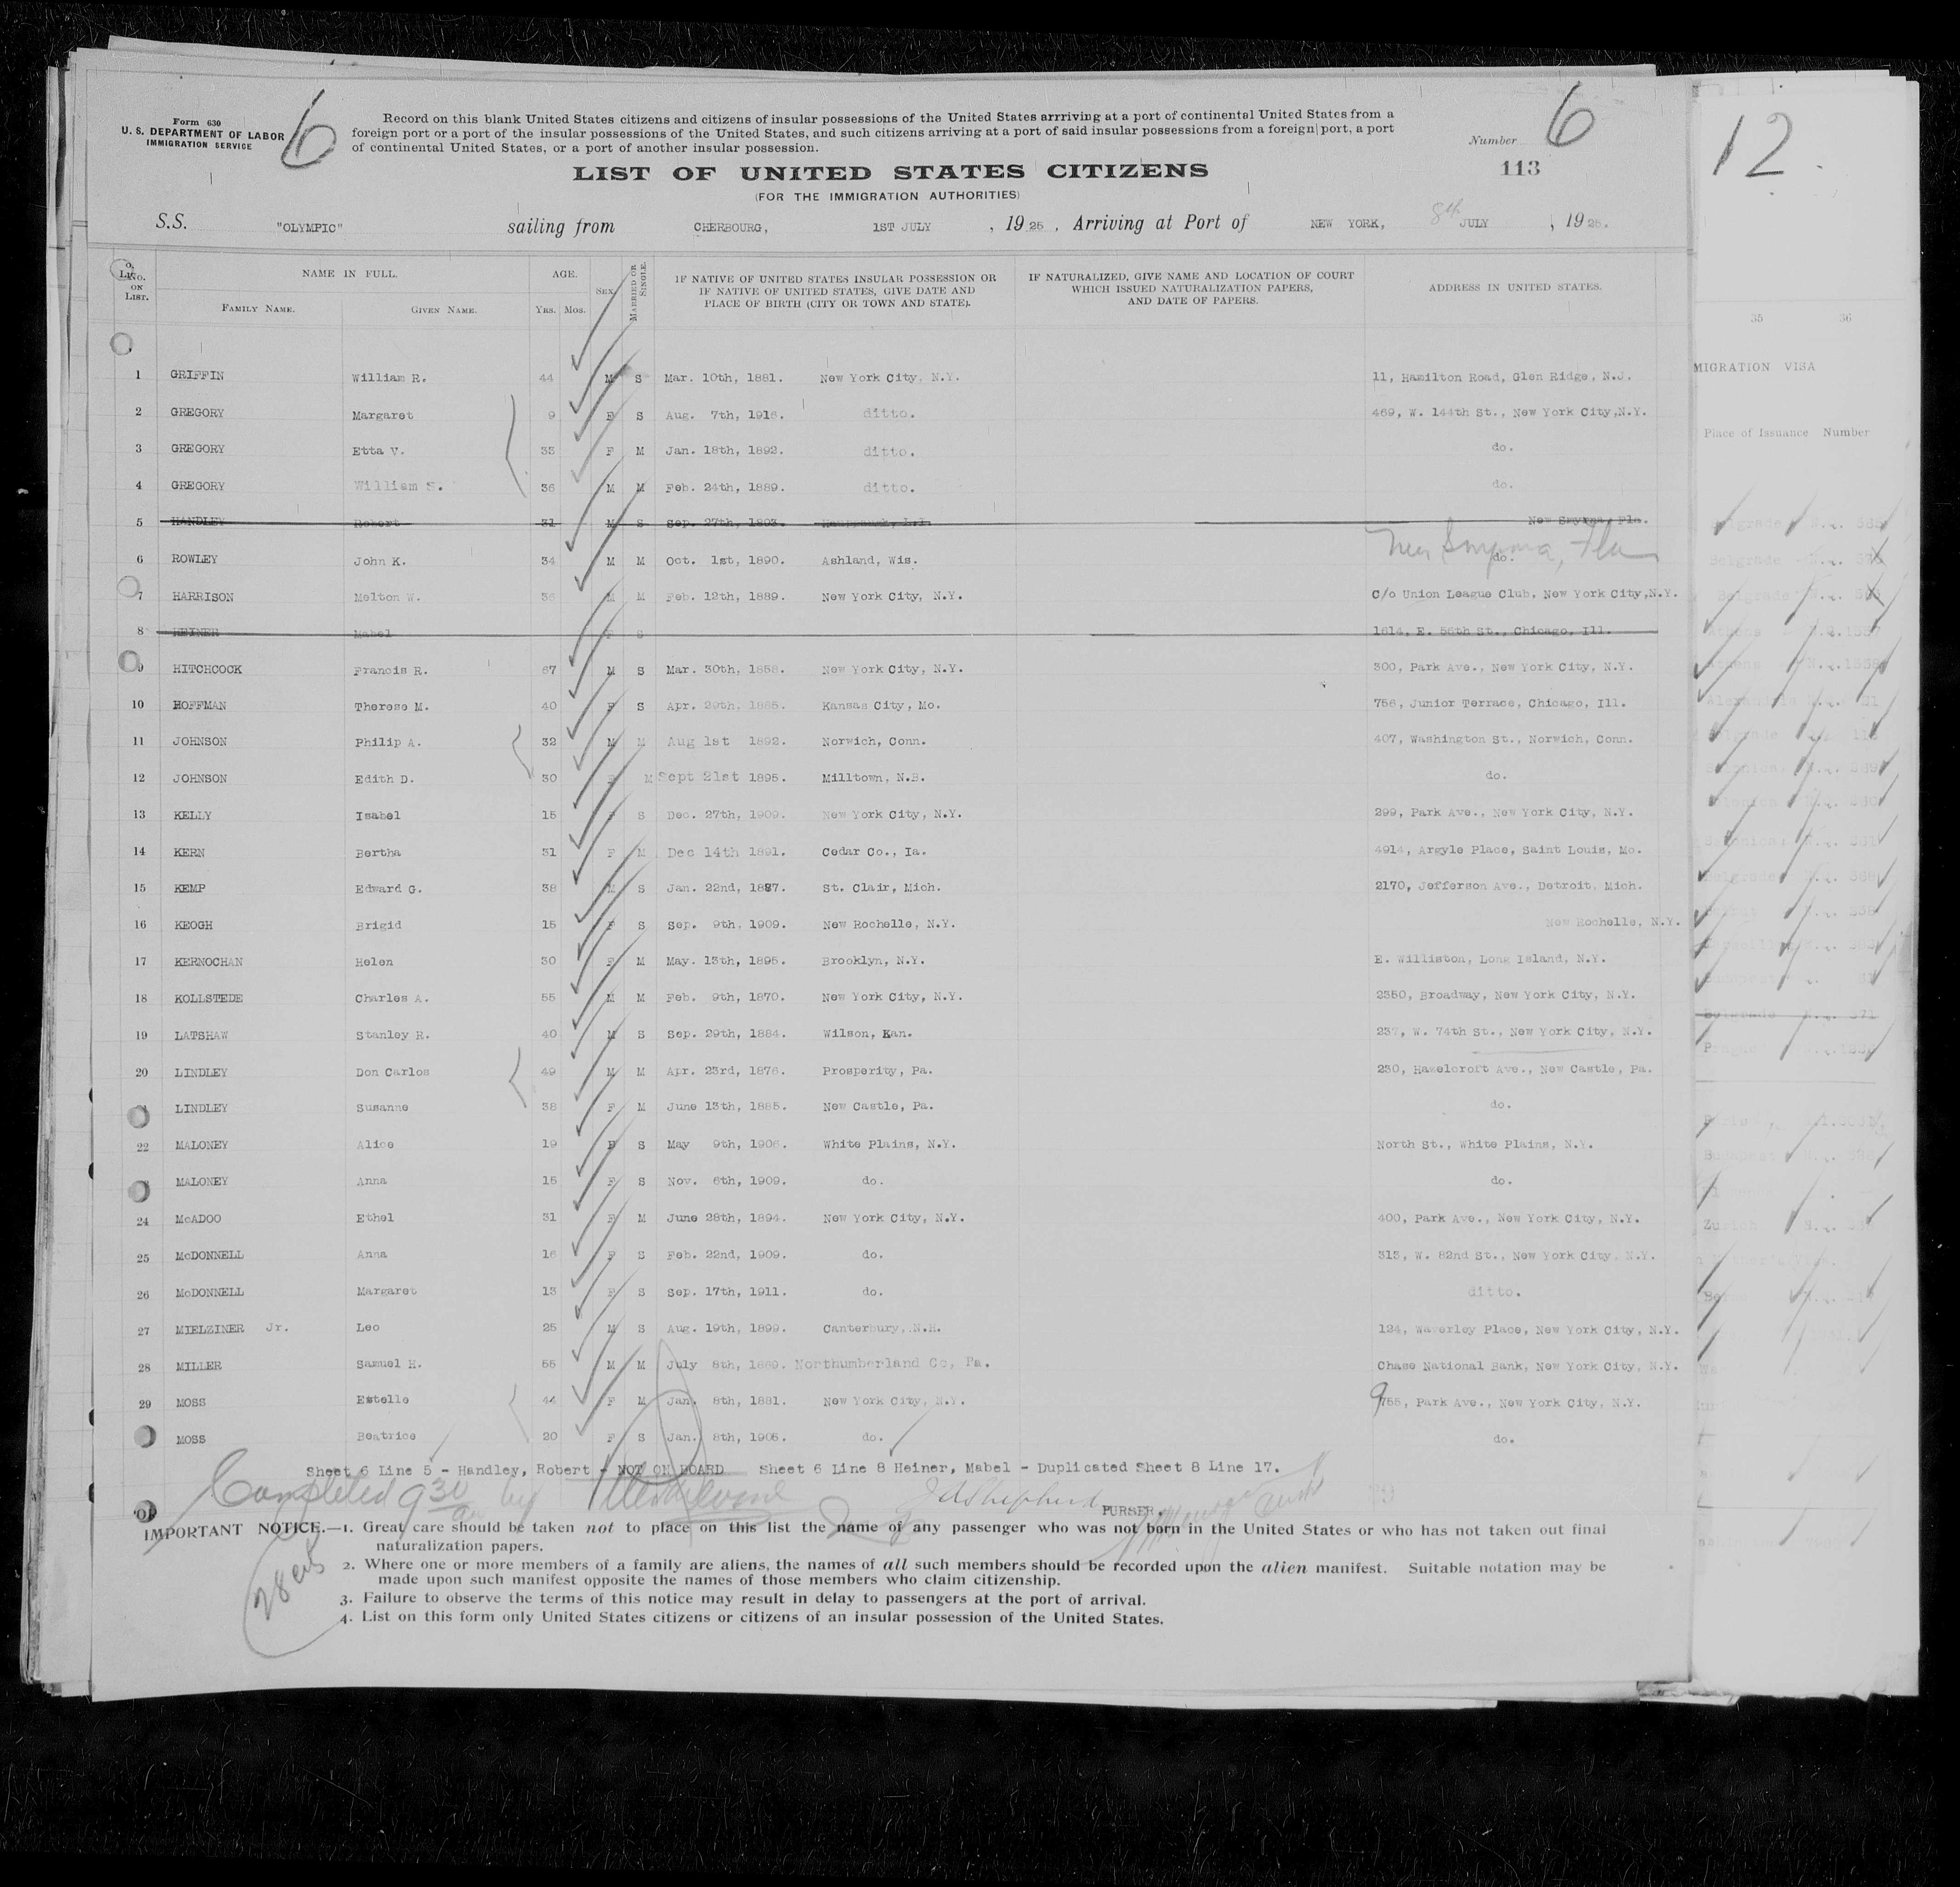 Form 630
U. S. DEPARTMENT OF LABOR
IMMIGRATION SERVICE
6
Record on this blank United States citizens and citizens of insular possessions of the United States arrriving at a port of continental United States from a
foreign port or a port of the insular possessions of the United States, and such citizens arriving at a port of said insular possessions from a foreign port, a port
of continental United States, or a port of another insular possession.
Number 6
113
12
LIST OF UNITED STATES CITIZENS
(FOR THE IMMIGRATION AUTHORITIES)
S.S. "OLYMPIC" sailing from CHERBOURG, 1ST JULY , 1925 , Arriving at Port of NEW YORK, 8th JULY , 1925.
No. ON LIST. NAME IN FULL. AGE. SEX. MARRIED OR SINGLE. IF NATIVE OF UNITED STATES INSULAR POSSESSION OR IF NATIVE OF UNITED STATES, GIVE DATE AND PLACE OF BIRTH (CITY OR TOWN AND STATE). IF NATURALIZED, GIVE NAME AND LOCATION OF COURT WHICH ISSUED NATURALIZATION PAPERS, AND DATE OF PAPERS. ADDRESS IN UNITED STATES.
FAMILY NAME. GIVEN NAME. Yrs. Mos.
35 36
MIGRATION VISA
Place of Issuance Number
1 GRIFFIN William R. 44 M S Mar. 10th, 1881. New York City, N.Y. 11, Hamilton Road, Glen Ridge, N.J.
2 GREGORY Margaret 9 F S Aug. 7th, 1916. ditto. 469, W. 144th St., New York City,N.Y.
3 GREGORY Etta V. 33 F M Jan. 18th, 1892. ditto. do.
4 GREGORY William S. 36 M M Feb. 24th, 1889. ditto. do.
5 HANDLEY Robert 31 M S Sep. 27th, 1893. New Smyrna, Fla.
New Smyrna, Fla
6 ROWLEY John K. 34 M M Oct. 1st, 1890. Ashland, Wis. do.
7 HARRISON Melton W. 36 M M Feb. 12th, 1889. New York City, N.Y. C/o Union League Club, New York City,N.Y.
8 HEINER Mabel F S 1614, E. 56th St., Chicago, Ill.
9 HITCHCOCK Francis R. 67 M S Mar. 30th, 1858. New York City, N.Y. 300, Park Ave., New York City, N.Y.
10 HOFFMAN Therese M. 40 F S Apr. 29th, 1885. Kansas City, Mo. 756, Junior Terrace, Chicago, Ill.
11 JOHNSON Philip A. 32 M M Aug 1st 1892. Norwich, Conn. 407, Washington St., Norwich, Conn.
12 JOHNSON Edith D. 30 F M Sept 21st 1895. Milltown, N.B. do.
13 KELLY Isabel 15 F S Dec. 27th, 1909. New York City, N.Y. 299, Park Ave., New York City, N.Y.
14 KERN Bertha 31 F M Dec 14th 1891. Cedar Co., Ia. 4914, Argyle Place, Saint Louis, Mo.
15 KEMP Edward G. 38 M S Jan. 22nd, 1887. St. Clair, Mich. 2170, Jefferson Ave., Detroit, Mich.
16 KEOGH Brigid 15 F S Sep. 9th, 1909. New Rochelle, N.Y. New Rochelle, N.Y.
17 KERNOCHAN Helen 30 F M May. 13th, 1895. Brooklyn, N.Y. E. Williston, Long Island, N.Y.
18 KOLLSTEDE Charles A. 55 M M Feb. 9th, 1870. New York City, N.Y. 2350, Broadway, New York City, N.Y.
19 LATSHAW Stanley R. 40 M S Sep. 29th, 1884. Wilson, Kan. 237, W. 74th St., New York City, N.Y.
20 LINDLEY Don Carlos 49 M M Apr. 23rd, 1876. Prosperity, Pa. 230, Hazelcroft Ave., New Castle, Pa.
LINDLEY Susanne 38 F M June 13th, 1885. New Castle, Pa. do.
22 MALONEY Alice 19 F S May 9th, 1906. White Plains, N.Y. North St., White Plains, N.Y.
MALONEY Anna 15 F S Nov. 6th, 1909. do. do.
24 McADOO Ethel 31 F M June 28th, 1894. New York City, N.Y. 400, Park Ave., New York City, N.Y.
25 McDONNELL Anna 16 F S Feb. 22nd, 1909. do. 313, W. 82nd St., New York City, N.Y.
26 McDONNELL Margaret 13 F S Sep. 17th, 1911. do. ditto.
27 MIELZINER Jr. Leo 25 M S Aug. 19th, 1899. Canterbury, N.H. 124, Waverley Place, New York City, N.Y.
28 MILLER Samuel H. 55 M M July 8th, 1869. Northumberland Co, Pa. Chase National Bank, New York City, N.Y.
29 MOSS Estelle 44 F M Jan. 8th, 1881. New York City, N.Y. 9755, Park Ave., New York City, N.Y.
MOSS Beatrice 20 F S Jan. 8th, 1905. do. do.
Sheet 6 Line 5 - Handley, Robert - NOT ON BOARD Sheet 6 Line 8 Heiner, Mabel - Duplicated Sheet 8 Line 17.
Completed 9 30 am by
J A Shepherd PURSER.
IMPORTANT NOTICE.—1. Great care should be taken not to place on this list the name of any passenger who was not born in the United States or who has not taken out final
naturalization papers.
2. Where one or more members of a family are aliens, the names of all such members should be recorded upon the alien manifest. Suitable notation may be
made upon such manifest opposite the names of those members who claim citizenship.
3. Failure to observe the terms of this notice may result in delay to passengers at the port of arrival.
4. List on this form only United States citizens or citizens of an insular possession of the United States.